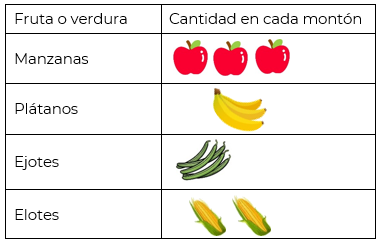 Fruta o verdura
Cantidad en cada montón
Manzanas
Plátanos
Ejotes
Elotes